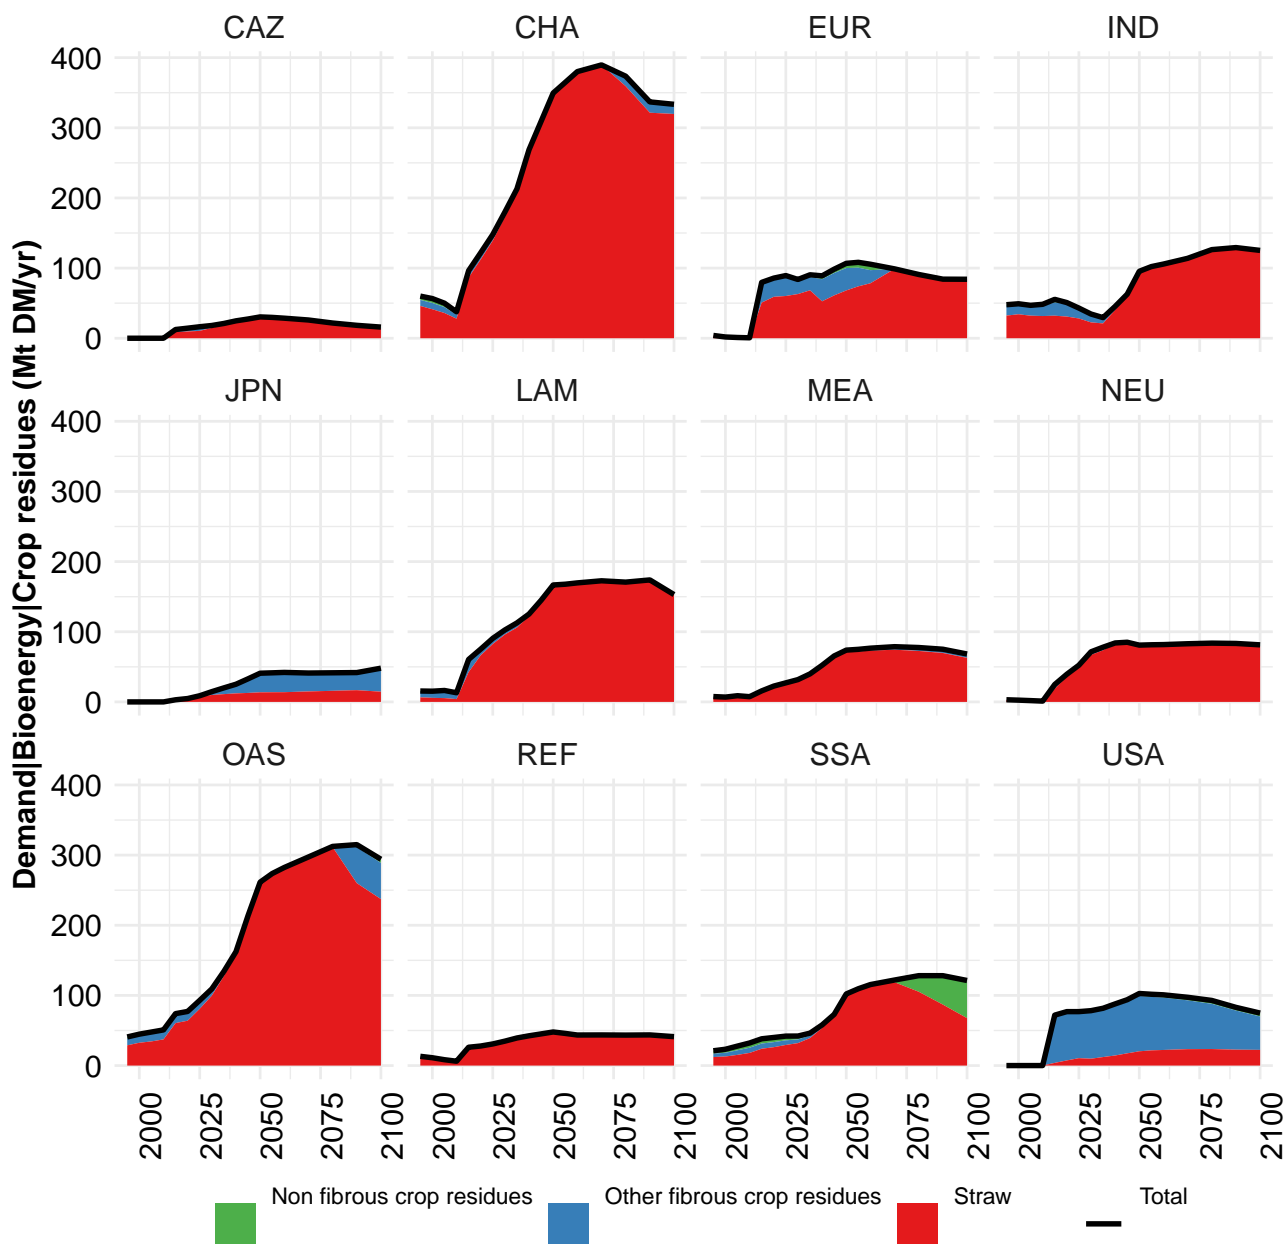 CAZ CHA EUR IND
400
300
200
100
0
JPN LAM MEA NEU
400
300
200
100
0
OAS REF SSA USA
400
300
200
100
0
Demand|Bioenergy|Crop residues (Mt DM/yr)
2000 2025 2050 2075 2100 2000 2025 2050 2075 2100 2000 2025 2050 2075 2100 2000 2025 2050 2075 2100
Non fibrous crop residues Other fibrous crop residues Straw Total